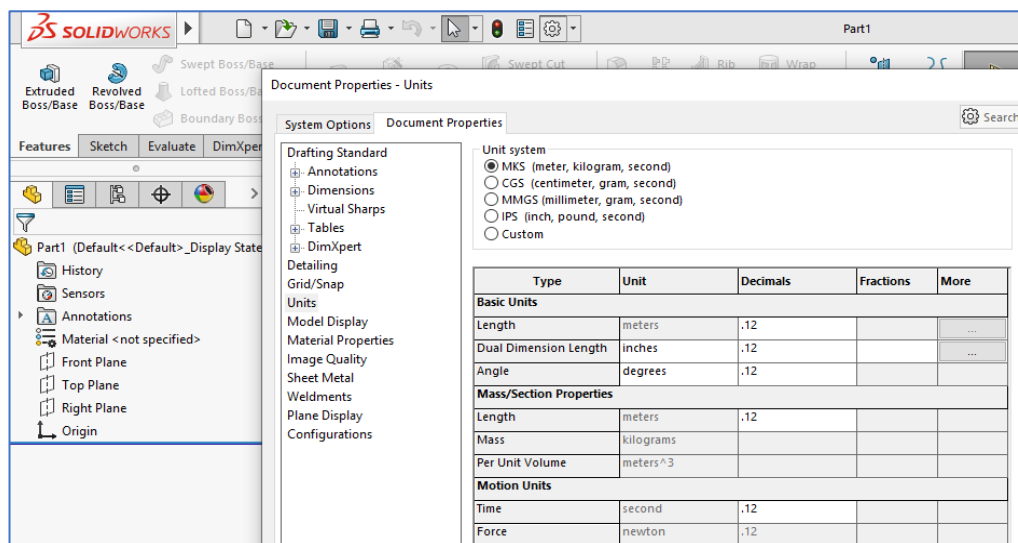 SOLIDWORKS
Part1
Extruded Boss/Base
Revolved Boss/Base
Swept Boss/Base
Lofted Boss/Ba
Boundary Boss
Swept Cut
Rib
Wrap
Features Sketch Evaluate DimXper
Part1 (Default<<Default>_Display State
History
Sensors
Annotations
Material <not specified>
Front Plane
Top Plane
Right Plane
Origin
Document Properties - Units
System Options Document Properties
Search
Drafting Standard
Annotations
Dimensions
Virtual Sharps
Tables
DimXpert
Detailing
Grid/Snap
Units
Model Display
Material Properties
Image Quality
Sheet Metal
Weldments
Plane Display
Configurations
Unit system
MKS (meter, kilogram, second)
CGS (centimeter, gram, second)
MMGS (millimeter, gram, second)
IPS (inch, pound, second)
Custom
Type Unit Decimals Fractions More
Basic Units
Length meters .12 ...
Dual Dimension Length inches .12 ...
Angle degrees .12
Mass/Section Properties
Length meters .12
Mass kilograms
Per Unit Volume meters^3
Motion Units
Time second .12
Force newton .12